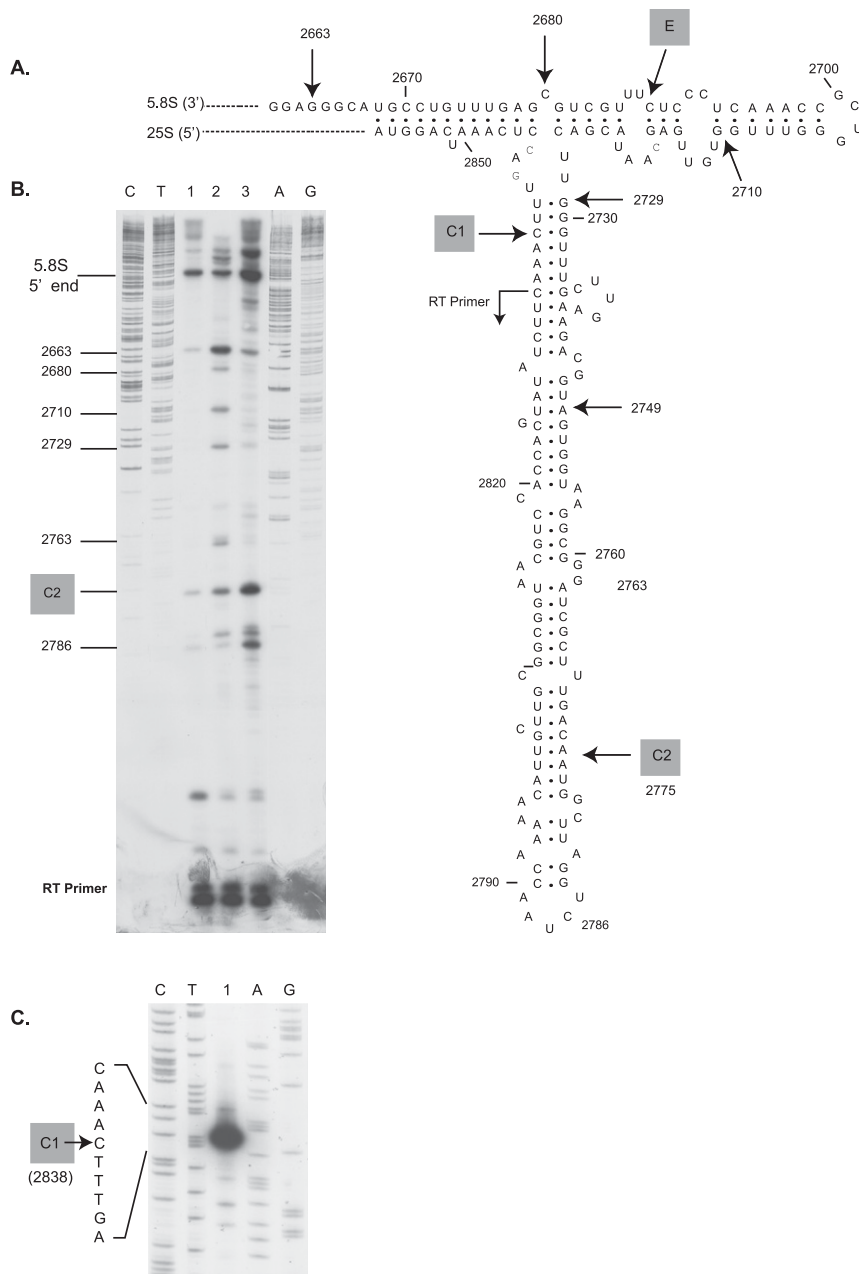 A.
2663
2680
E
2670
2700
5.8S (3')
G G A G G G C A U G C C U G U U U G A G C G U C G U U U C U C C C U C A A A C C G C U G
25S (5')
A U G G A C A U A A C U C C A G C A U A A C G A G U G U U G G U U U G G
2850
2710
C A G U
U U
C1
RT Primer
U U C A A A C U U C U A U A U G C A C C A C C U G C A A U G G C G G C G U U C G U U A C A A A A A C C A A U
G G G U U U G C U U G A A A G A C G G U A G U G G U A A G G C G G G A U C G C U U U G A C A A U G G C U U A G G U C
2729
2730
2749
2820
2760
2763
C2
2775
2790
2786
B.
C T 1 2 3 A G
5.8S
5' end
2663
2680
2710
2729
2763
C2
2786
RT Primer
C.
C T 1 A G
C
A
A
A
C1
C
(2838)
T
T
T
G
A